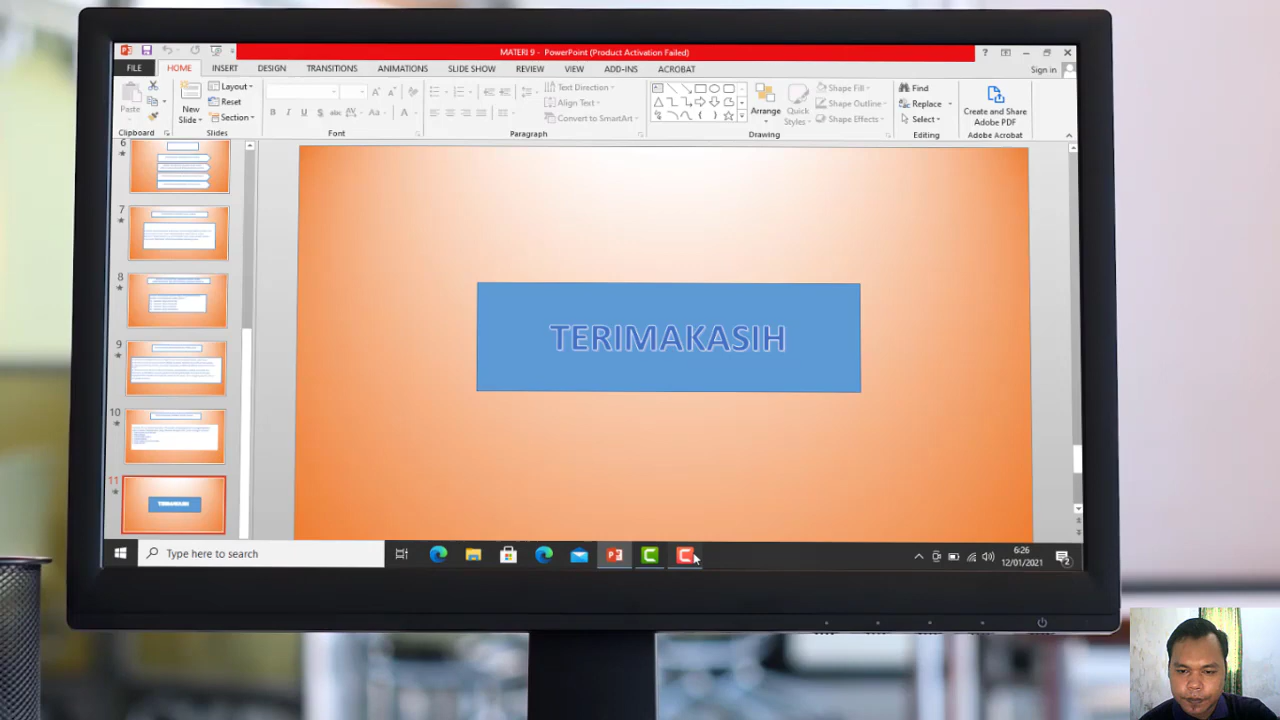 MATERI 9 - PowerPoint (Product Activation Failed)
FILE HOME INSERT DESIGN TRANSITIONS ANIMATIONS SLIDE SHOW REVIEW VIEW ADD-INS ACROBAT Sign in
Paste
New Slide
Layout
Reset
Section
Text Direction
Align Text
Convert to SmartArt
Arrange
Quick Styles
Shape Fill
Shape Outline
Shape Effects
Find
Replace
Select
Create and Share Adobe PDF
Clipboard Slides Font Paragraph Drawing Editing Adobe Acrobat
6
7
8
9
10
11
TERIMAKASIH
TERIMAKASIH
Type here to search
6:26
12/01/2021
2